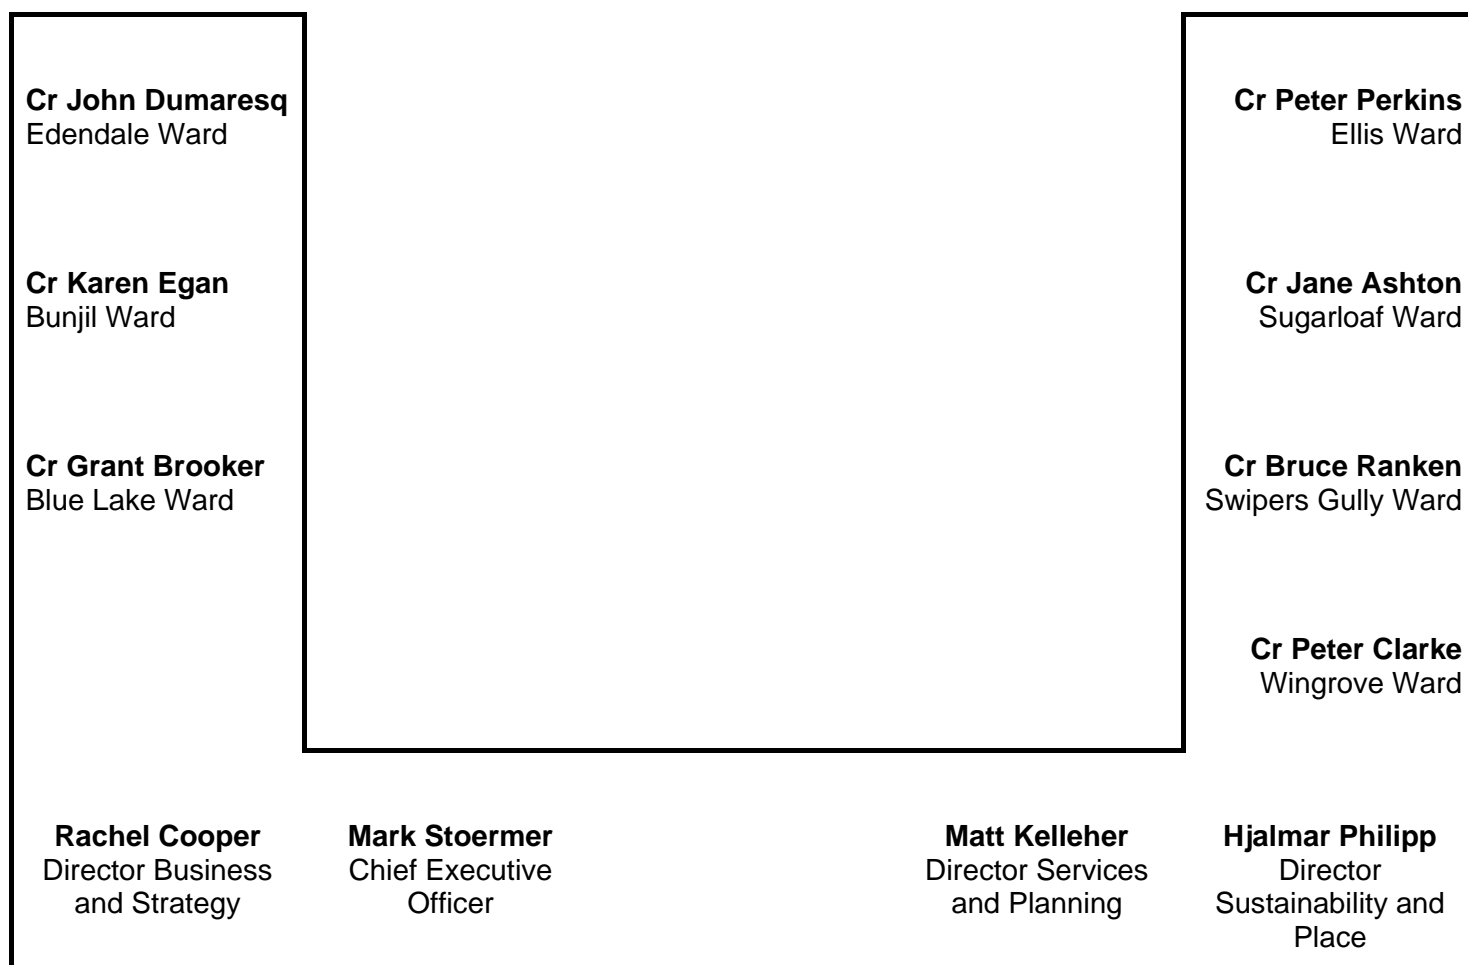 Cr John Dumaresq
Edendale Ward
Cr Peter Perkins
Ellis Ward
Cr Karen Egan
Bunjil Ward
Cr Jane Ashton
Sugarloaf Ward
Cr Grant Brooker
Blue Lake Ward
Cr Bruce Ranken
Swipers Gully Ward
Cr Peter Clarke
Wingrove Ward
Rachel Cooper
Director Business
and Strategy
Mark Stoermer
Chief Executive
Officer
Matt Kelleher
Director Services
and Planning
Hjalmar Philipp
Director
Sustainability and
Place